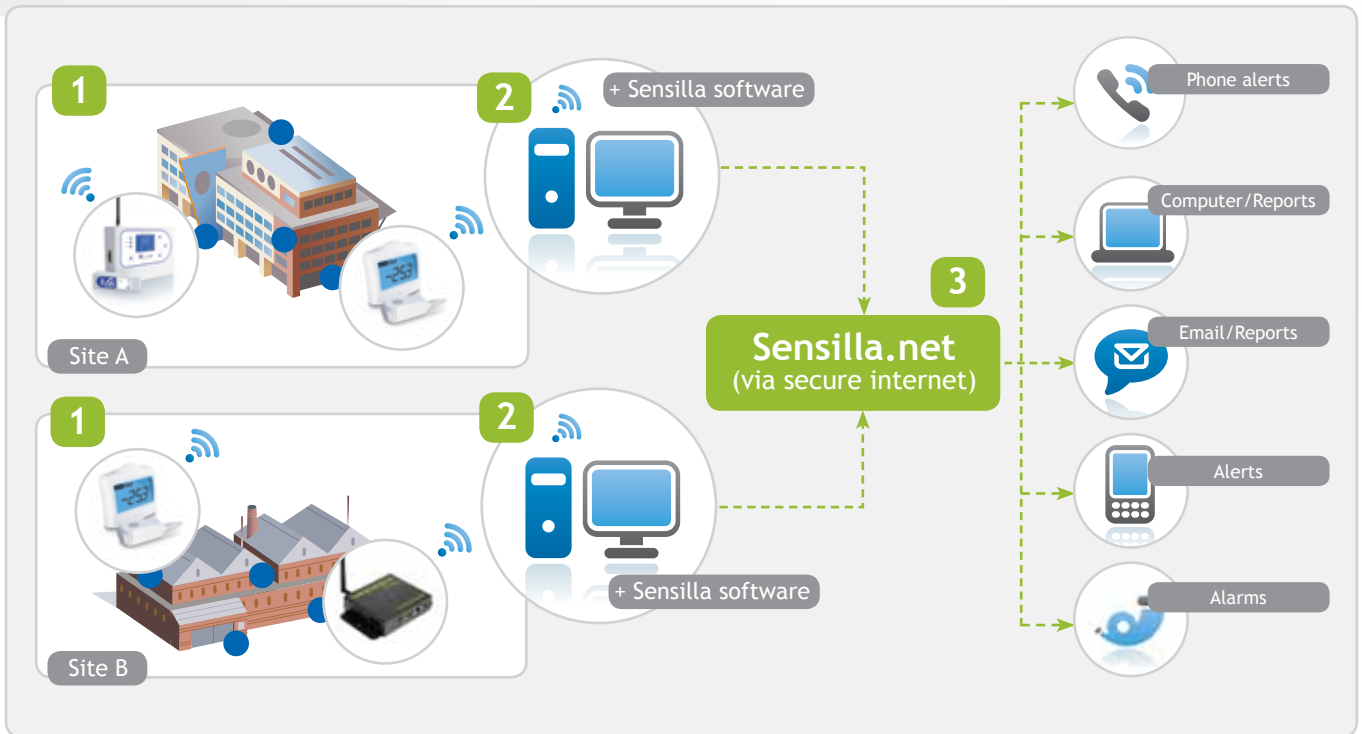 1
2
+ Sensilla software
Site A
1
2
+ Sensilla software
Site B
3
Sensilla.net
(via secure internet)
Phone alerts
Computer/Reports
Email/Reports
Alerts
Alarms